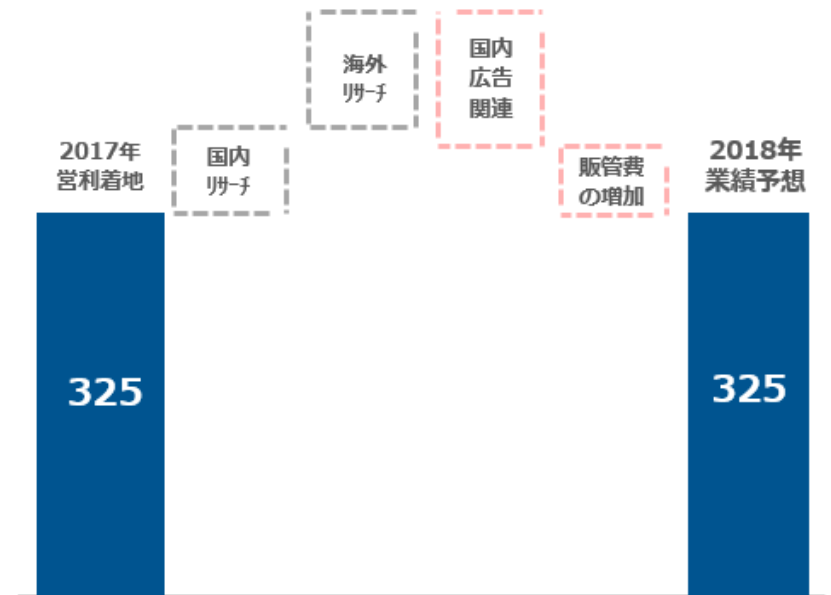 2017年
営利着地
国内
ﾘｻｰﾁ
海外
ﾘｻｰﾁ
国内
広告
関連
販管費
の増加
2018年
業績予想
325
325